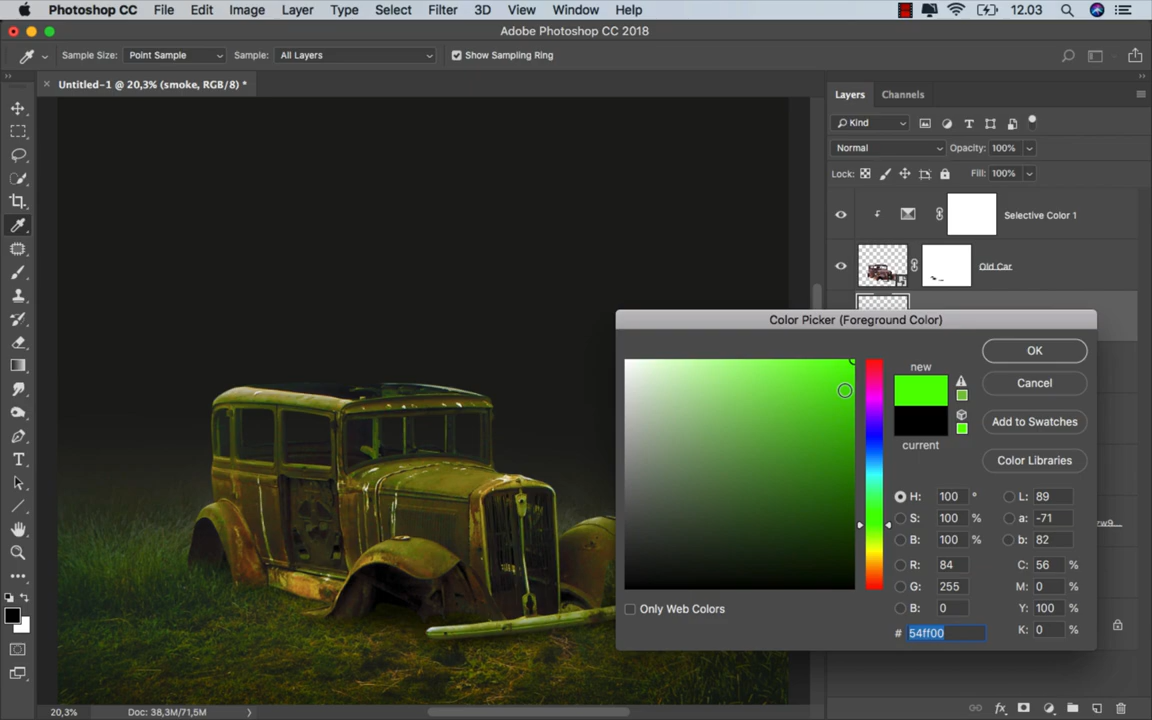 Photoshop CC File Edit Image Layer Type Select Filter 3D View Window Help 12.03
Adobe Photoshop CC 2018
Sample Size: Point Sample Sample: All Layers Show Sampling Ring
Untitled-1 @ 20,3% (smoke, RGB/8) *
Layers Channels
Kind
Normal Opacity: 100%
Lock: Fill: 100%
Selective Color 1
Old Car
Color Picker (Foreground Color)
new
current
OK
Cancel
Add to Swatches
Color Libraries
H: 100 ° L: 89
S: 100 % a: -71
B: 100 % b: 82
R: 84 C: 56 %
G: 255 M: 0 %
B: 0 Y: 100 %
# 54ff00 K: 0 %
Only Web Colors
20,3% Doc: 38,3M/71,5M